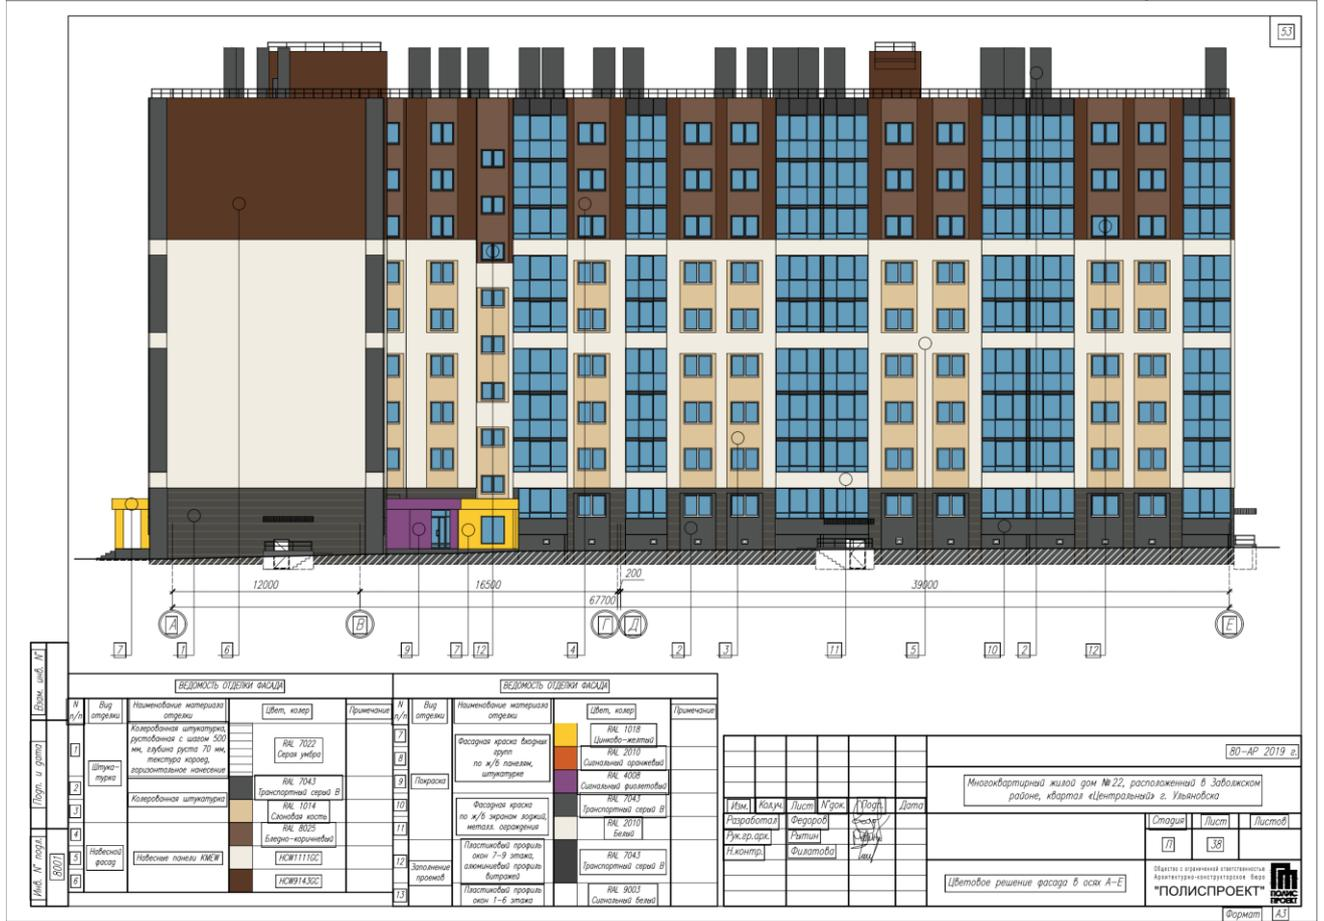 53
12000
16500
200
39000
67700
А
В
Г
Д
Е
7
1
6
9
7
12
4
2
3
11
5
10
2
12
ВЕДОМОСТЬ ОТДЕЛКИ ФАСАДА
N п/п
Вид отделки
Наименование материала отделки
Цвет, колер
Примечание
1
Штука-
турка
Колерованная штукатурка,
рустованная с шагом 500
мм, глубина руста 70 мм,
текстура короед,
горизонтальное нанесение
RAL 7022
Серая умбра
2
Колерованная штукатурка
RAL 7043
Транспортный серый В
3
RAL 1014
Слоновая кость
4
RAL 8025
Бледно-коричневый
5
Навесной
фасад
Навесные панели KMEW
HCW1111GC
6
HCW9143GC
ВЕДОМОСТЬ ОТДЕЛКИ ФАСАДА
N п/п
Вид отделки
Наименование материала отделки
Цвет, колер
Примечание
7
Фасадная краска входных
групп
по ж/б панелям,
штукатурке
RAL 1018
Цинково-желтый
8
RAL 2010
Сигнальный оранжевый
9
Покраска
RAL 4008
Сигнальный фиолетовый
10
Фасадная краска
по ж/б экранам лоджий,
металл. ограждения
RAL 7043
Транспортный серый В
11
RAL 2010
Белый
12
Заполнение
проемов
Пластиковый профиль
окон 7-9 этажа,
алюминиевый профиль
витражей
RAL 7043
Транспортный серый В
13
Пластиковый профиль
окон 1-6 этажа
RAL 9003
Сигнальный белый
Взам. инв. N°
Подп. и дата
Инв. N° подл.
8001
80-АР 2019 г.
Многоквартирный жилой дом №22, расположенный в Заволжском
районе, квартал «Центральный» г. Ульяновска
Изм. Кол.уч. Лист N°док. Подп. Дата
Разработал Федоров
Рук.гр.арх. Рытин
Н.контр. Филатова
Стадия Лист Листов
П 38
Цветовое решение фасада в осях А-Е
Общество с ограниченной ответственностью
Архитектурно-конструкторское бюро
"ПОЛИСПРОЕКТ"
ПОЛИС
ПРОЕКТ
Формат А3